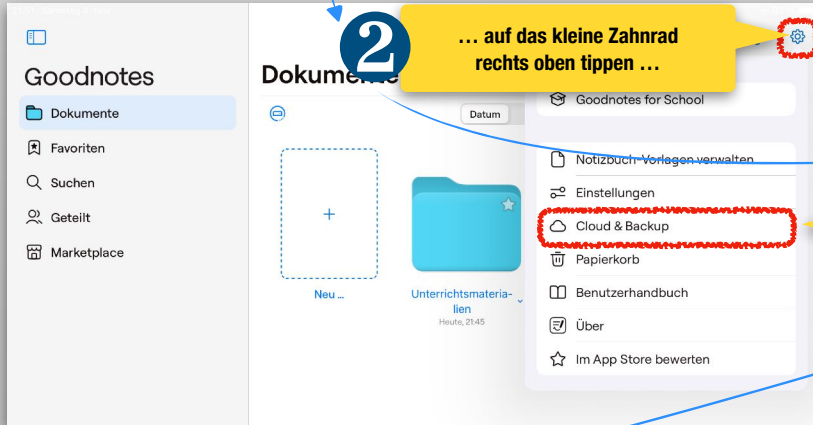 2
… auf das kleine Zahnrad
rechts oben tippen …
Goodnotes
Dokumente
Favoriten
Suchen
Geteilt
Marketplace
Dokumente
Datum
Neu ...
Unterrichtsmateria-
lien
Heute, 21:45
Goodnotes for School
Notizbuch-Vorlagen verwalten
Einstellungen
Cloud & Backup
Papierkorb
Benutzerhandbuch
Über
Im App Store bewerten